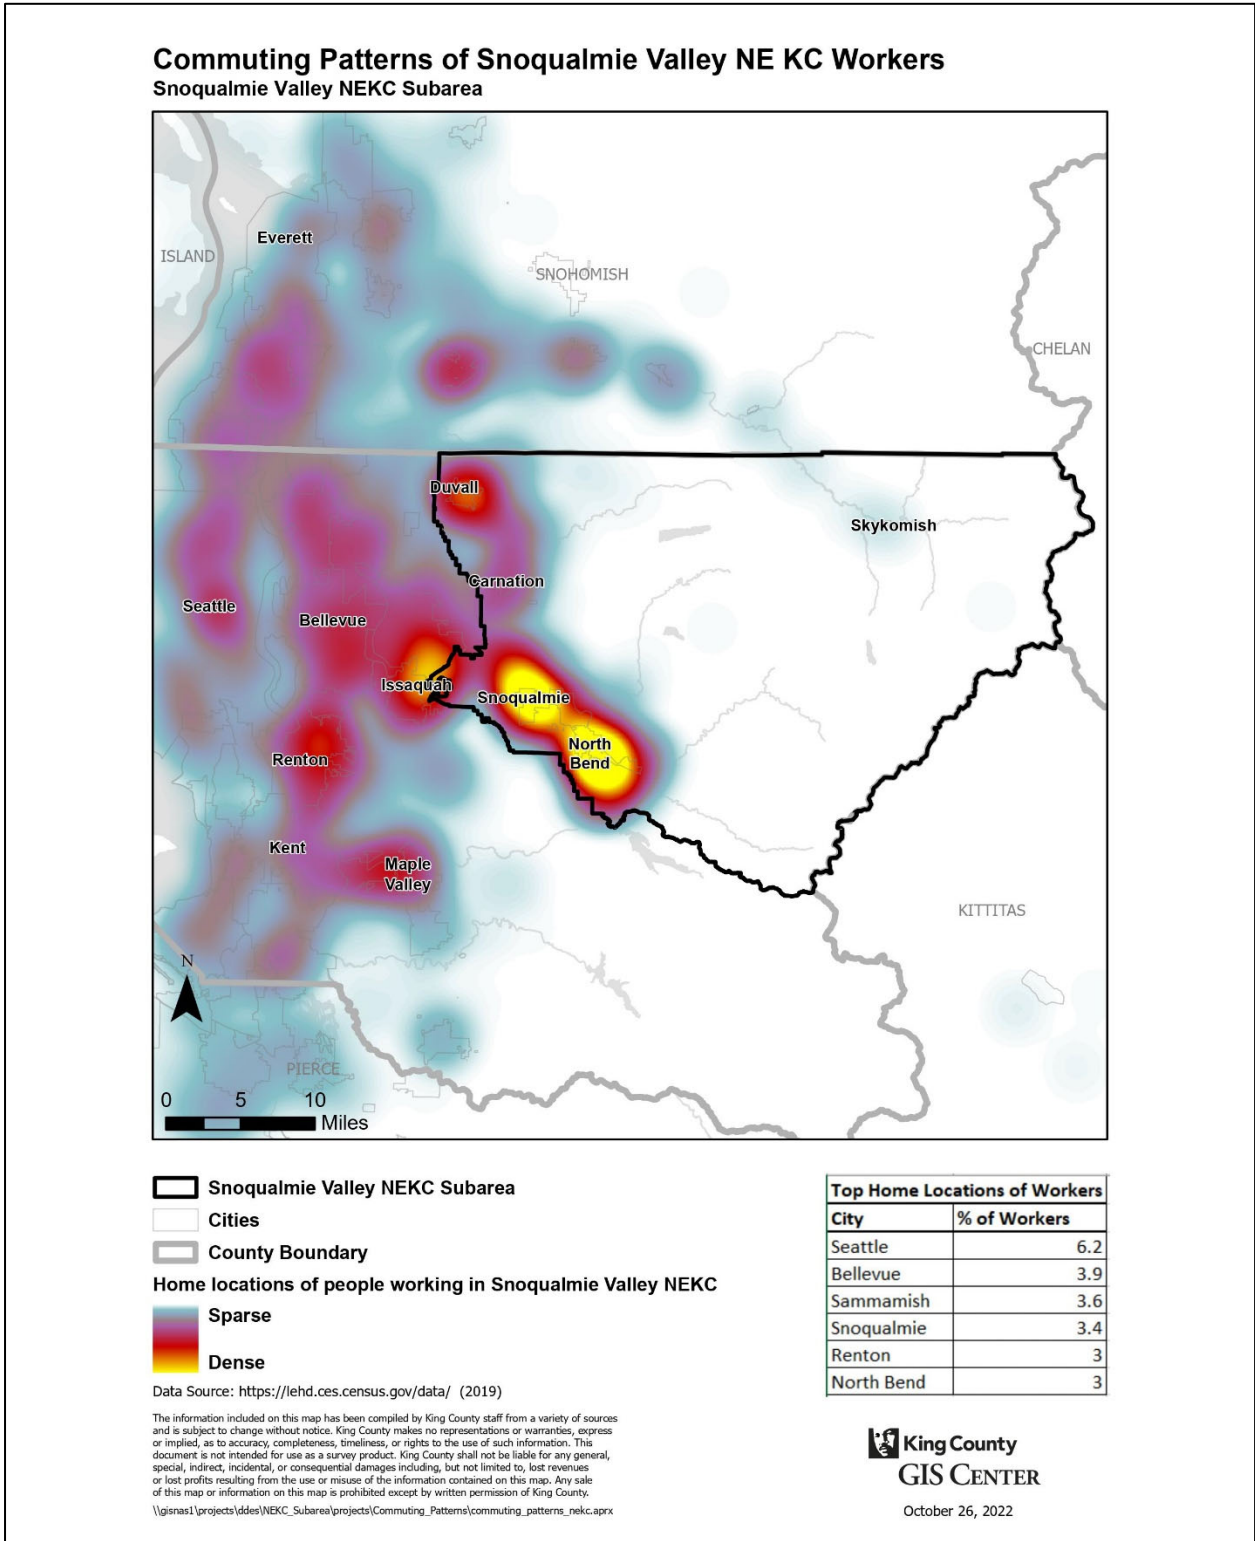 Commuting Patterns of Snoqualmie Valley NE KC Workers
Snoqualmie Valley NEKC Subarea
Everett
ISLAND
SNOHOMISH
CHELAN
Duvall
Skykomish
Carnation
Seattle
Bellevue
Issaquah
Snoqualmie
North
Bend
Renton
Kent
Maple
Valley
KITTITAS
N
PIERCE
0 5 10
Miles
Snoqualmie Valley NEKC Subarea
Cities
County Boundary
Home locations of people working in Snoqualmie Valley NEKC
Sparse
Dense
Data Source: https://lehd.ces.census.gov/data/ (2019)
The information included on this map has been compiled by King County staff from a variety of sources
and is subject to change without notice. King County makes no representations or warranties, express
or implied, as to accuracy, completeness, timeliness, or rights to the use of such information. This
document is not intended for use as a survey product. King County shall not be liable for any general,
special, indirect, incidental, or consequential damages including, but not limited to, lost revenues
or lost profits resulting from the use or misuse of the information contained on this map. Any sale
of this map or information on this map is prohibited except by written permission of King County.
\\gisnas1\projects\ddes\NEKC_Subarea\projects\Commuting_Patterns\commuting_patterns_nekc.aprx
Top Home Locations of Workers
City % of Workers
Seattle 6.2
Bellevue 3.9
Sammamish 3.6
Snoqualmie 3.4
Renton 3
North Bend 3
King County
GIS CENTER
October 26, 2022